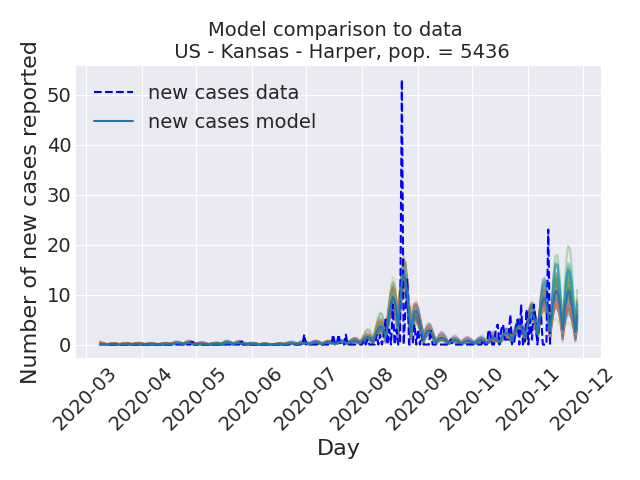 Model comparison to data
US - Kansas - Harper, pop. = 5436
Number of new cases reported
50
40
30
20
10
0
new cases data
new cases model
2020-03
2020-04
2020-05
2020-06
2020-07
2020-08
2020-09
2020-10
2020-11
2020-12
Day